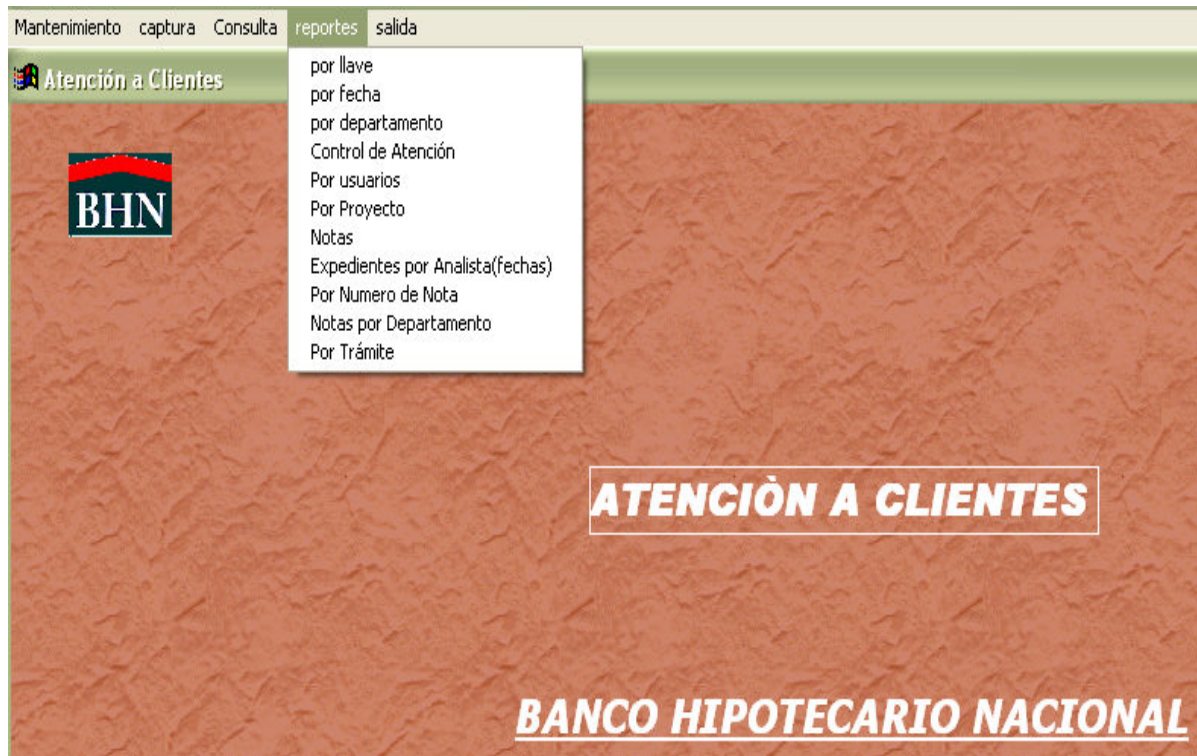 Mantenimiento captura Consulta reportes salida
Atención a Clientes
por llave
por fecha
por departamento
Control de Atención
Por usuarios
Por Proyecto
Notas
Expedientes por Analista(fechas)
Por Numero de Nota
Notas por Departamento
Por Trámite
BHN
ATENCIÒN A CLIENTES
BANCO HIPOTECARIO NACIONAL